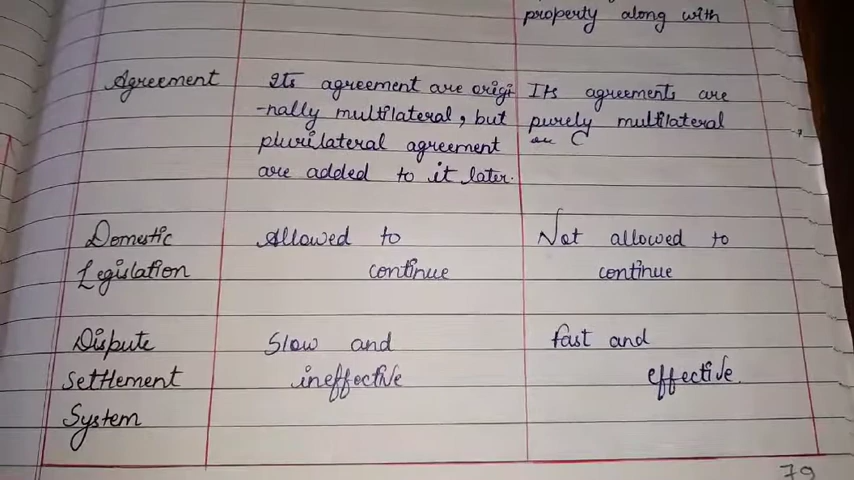 property along with
Agreement
Its agreement are origi
-nally multilateral, but
plurilateral agreement
are added to it later.
Its agreements are
purely multilateral
Domestic
Legislation
Allowed to
continue
Not allowed to
continue
Dispute
Settlement
System
Slow and
ineffective
fast and
effective.
79